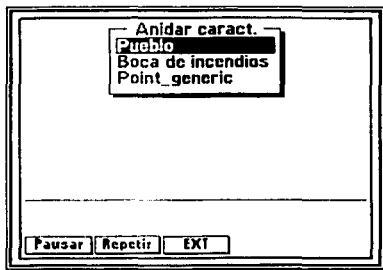 Anidar caract.
Pueblo
Boca de incendios
Point_generic
Pausar Repetir EXT